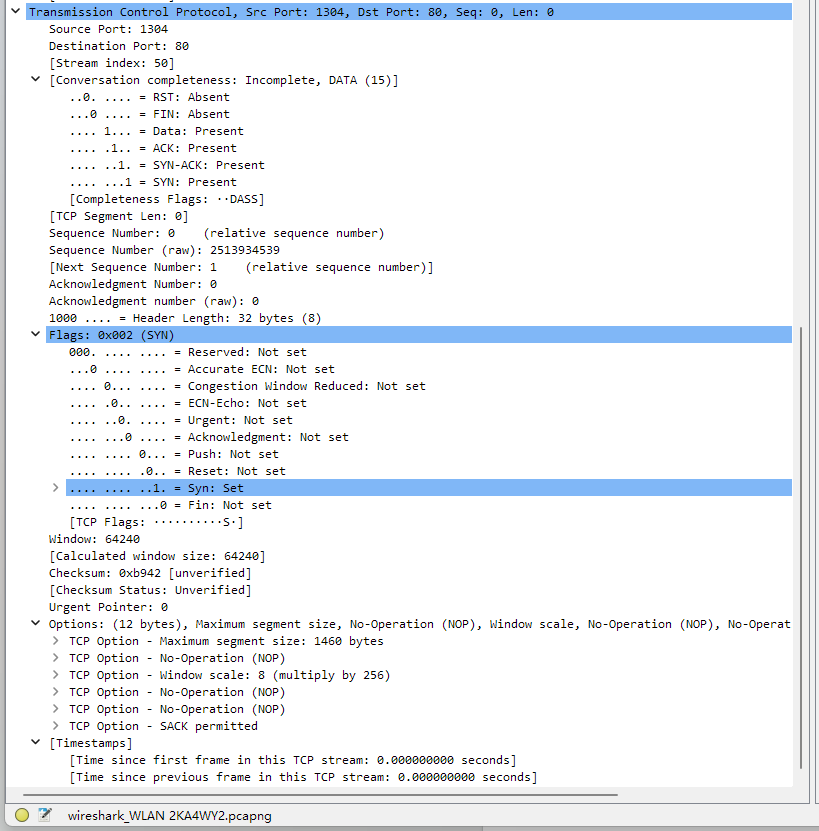 Transmission Control Protocol, Src Port: 1304, Dst Port: 80, Seq: 0, Len: 0
Source Port: 1304
Destination Port: 80
[Stream index: 50]
[Conversation completeness: Incomplete, DATA (15)]
..0. .... = RST: Absent
...0 .... = FIN: Absent
.... 1... = Data: Present
.... .1.. = ACK: Present
.... ..1. = SYN-ACK: Present
.... ...1 = SYN: Present
[Completeness Flags: ··DASS]
[TCP Segment Len: 0]
Sequence Number: 0    (relative sequence number)
Sequence Number (raw): 2513934539
[Next Sequence Number: 1    (relative sequence number)]
Acknowledgment Number: 0
Acknowledgment number (raw): 0
1000 .... = Header Length: 32 bytes (8)
Flags: 0x002 (SYN)
000. .... .... = Reserved: Not set
...0 .... .... = Accurate ECN: Not set
.... 0... .... = Congestion Window Reduced: Not set
.... .0.. .... = ECN-Echo: Not set
.... ..0. .... = Urgent: Not set
.... ...0 .... = Acknowledgment: Not set
.... .... 0... = Push: Not set
.... .... .0.. = Reset: Not set
.... .... ..1. = Syn: Set
.... .... ...0 = Fin: Not set
[TCP Flags: ··········S·]
Window: 64240
[Calculated window size: 64240]
Checksum: 0xb942 [unverified]
[Checksum Status: Unverified]
Urgent Pointer: 0
Options: (12 bytes), Maximum segment size, No-Operation (NOP), Window scale, No-Operation (NOP), No-Operat
TCP Option - Maximum segment size: 1460 bytes
TCP Option - No-Operation (NOP)
TCP Option - Window scale: 8 (multiply by 256)
TCP Option - No-Operation (NOP)
TCP Option - No-Operation (NOP)
TCP Option - SACK permitted
[Timestamps]
[Time since first frame in this TCP stream: 0.000000000 seconds]
[Time since previous frame in this TCP stream: 0.000000000 seconds]
wireshark_WLAN 2KA4WY2.pcapng